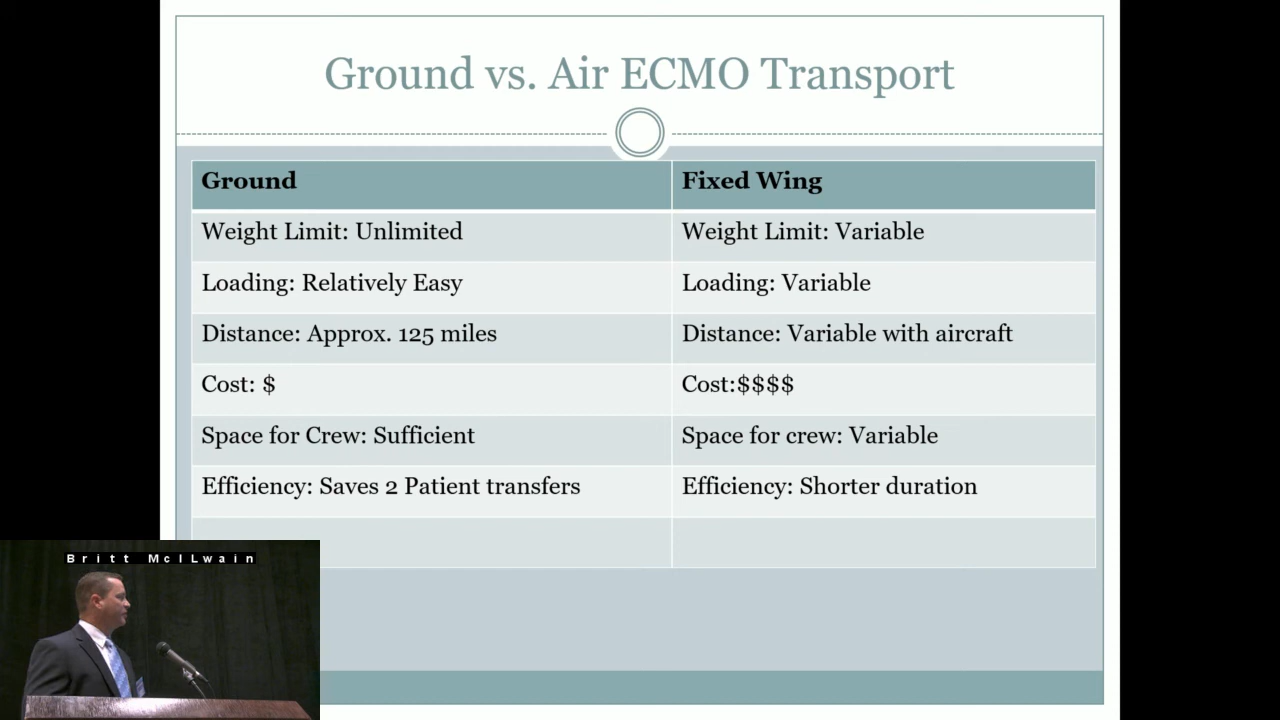 Ground vs. Air ECMO Transport
Ground
Fixed Wing
Weight Limit: Unlimited
Weight Limit: Variable
Loading: Relatively Easy
Loading: Variable
Distance: Approx. 125 miles
Distance: Variable with aircraft
Cost: $
Cost:$$$$
Space for Crew: Sufficient
Space for crew: Variable
Efficiency: Saves 2 Patient transfers
Efficiency: Shorter duration
Britt McILwain